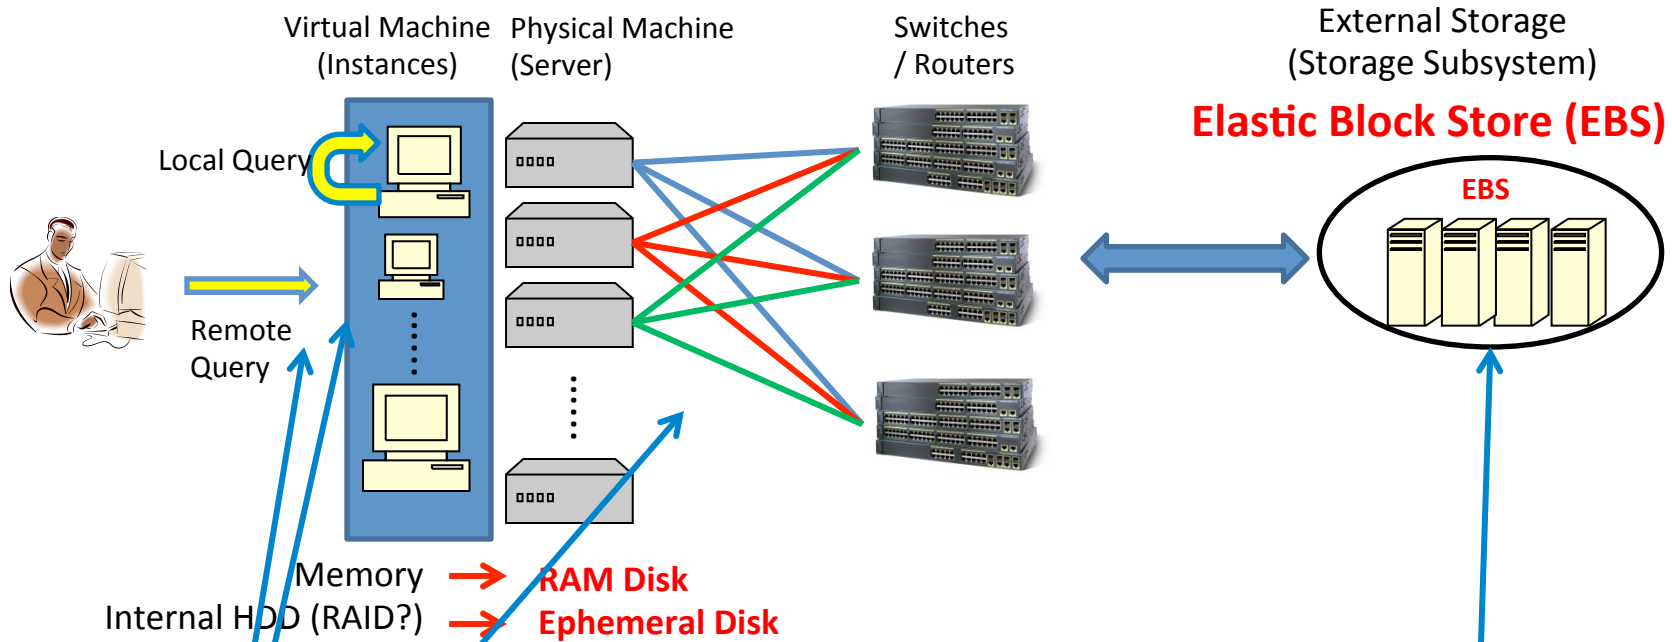 Virtual Machine
(Instances)
Physical Machine
(Server)
Switches
/ Routers
External Storage
(Storage Subsystem)
Elastic Block Store (EBS)
EBS
Local Query
Remote
Query
Memory
RAM Disk
Internal HDD (RAID?)
Ephemeral Disk